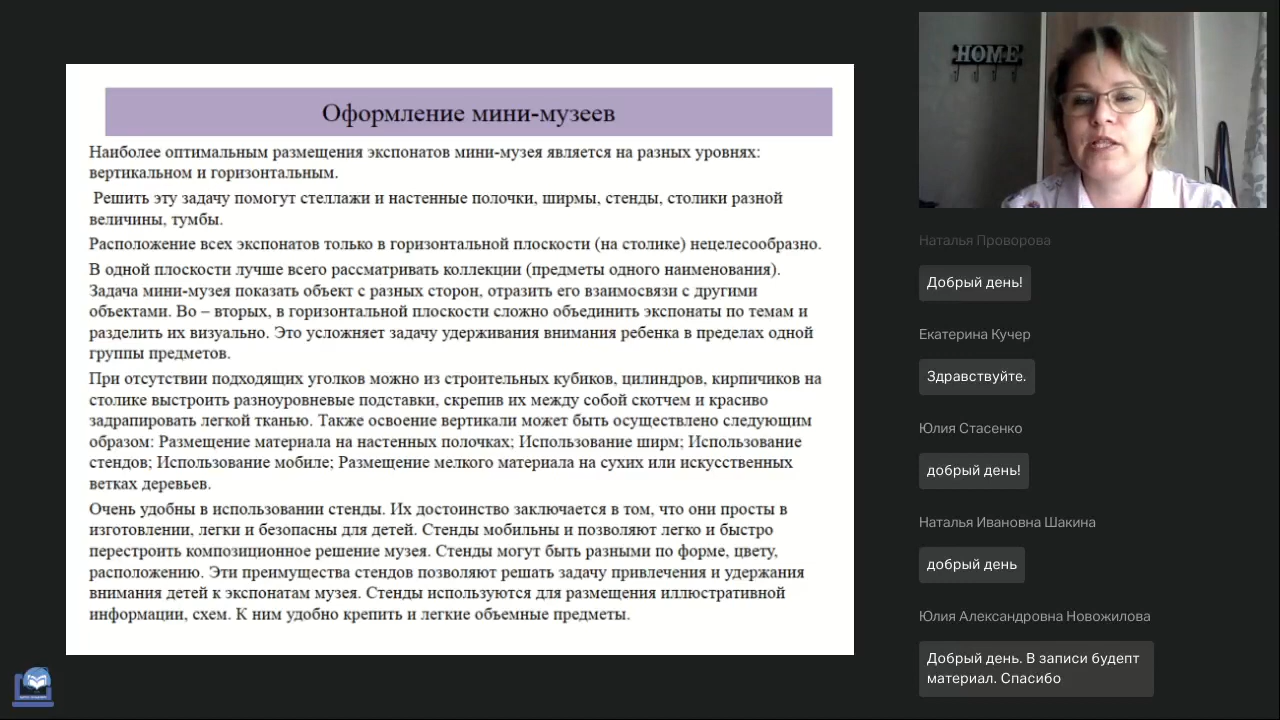 Оформление мини-музеев
Наиболее оптимальным размещения экспонатов мини-музея является на разных уровнях:
вертикальном и горизонтальным.
Решить эту задачу помогут стеллажи и настенные полочки, ширмы, стенды, столики разной
величины, тумбы.
Расположение всех экспонатов только в горизонтальной плоскости (на столике) нецелесообразно.
В одной плоскости лучше всего рассматривать коллекции (предметы одного наименования).
Задача мини-музея показать объект с разных сторон, отразить его взаимосвязи с другими
объектами. Во – вторых, в горизонтальной плоскости сложно объединить экспонаты по темам и
разделить их визуально. Это усложняет задачу удерживания внимания ребенка в пределах одной
группы предметов.
При отсутствии подходящих уголков можно из строительных кубиков, цилиндров, кирпичиков на
столике выстроить разноуровневые подставки, скрепив их между собой скотчем и красиво
задрапировать легкой тканью. Также освоение вертикали может быть осуществлено следующим
образом: Размещение материала на настенных полочках; Использование ширм; Использование
стендов; Использование мобиле; Размещение мелкого материала на сухих или искусственных
ветках деревьев.
Очень удобны в использовании стенды. Их достоинство заключается в том, что они просты в
изготовлении, легки и безопасны для детей. Стенды мобильны и позволяют легко и быстро
перестроить композиционное решение музея. Стенды могут быть разными по форме, цвету,
расположению. Эти преимущества стендов позволяют решать задачу привлечения и удержания
внимания детей к экспонатам музея. Стенды используются для размещения иллюстративной
информации, схем. К ним удобно крепить и легкие объемные предметы.
HOME
Наталья Проворова
Добрый день!
Екатерина Кучер
Здравствуйте.
Юлия Стасенко
добрый день!
Наталья Ивановна Шакина
добрый день
Юлия Александровна Новожилова
Добрый день. В записи будепт
материал. Спасибо